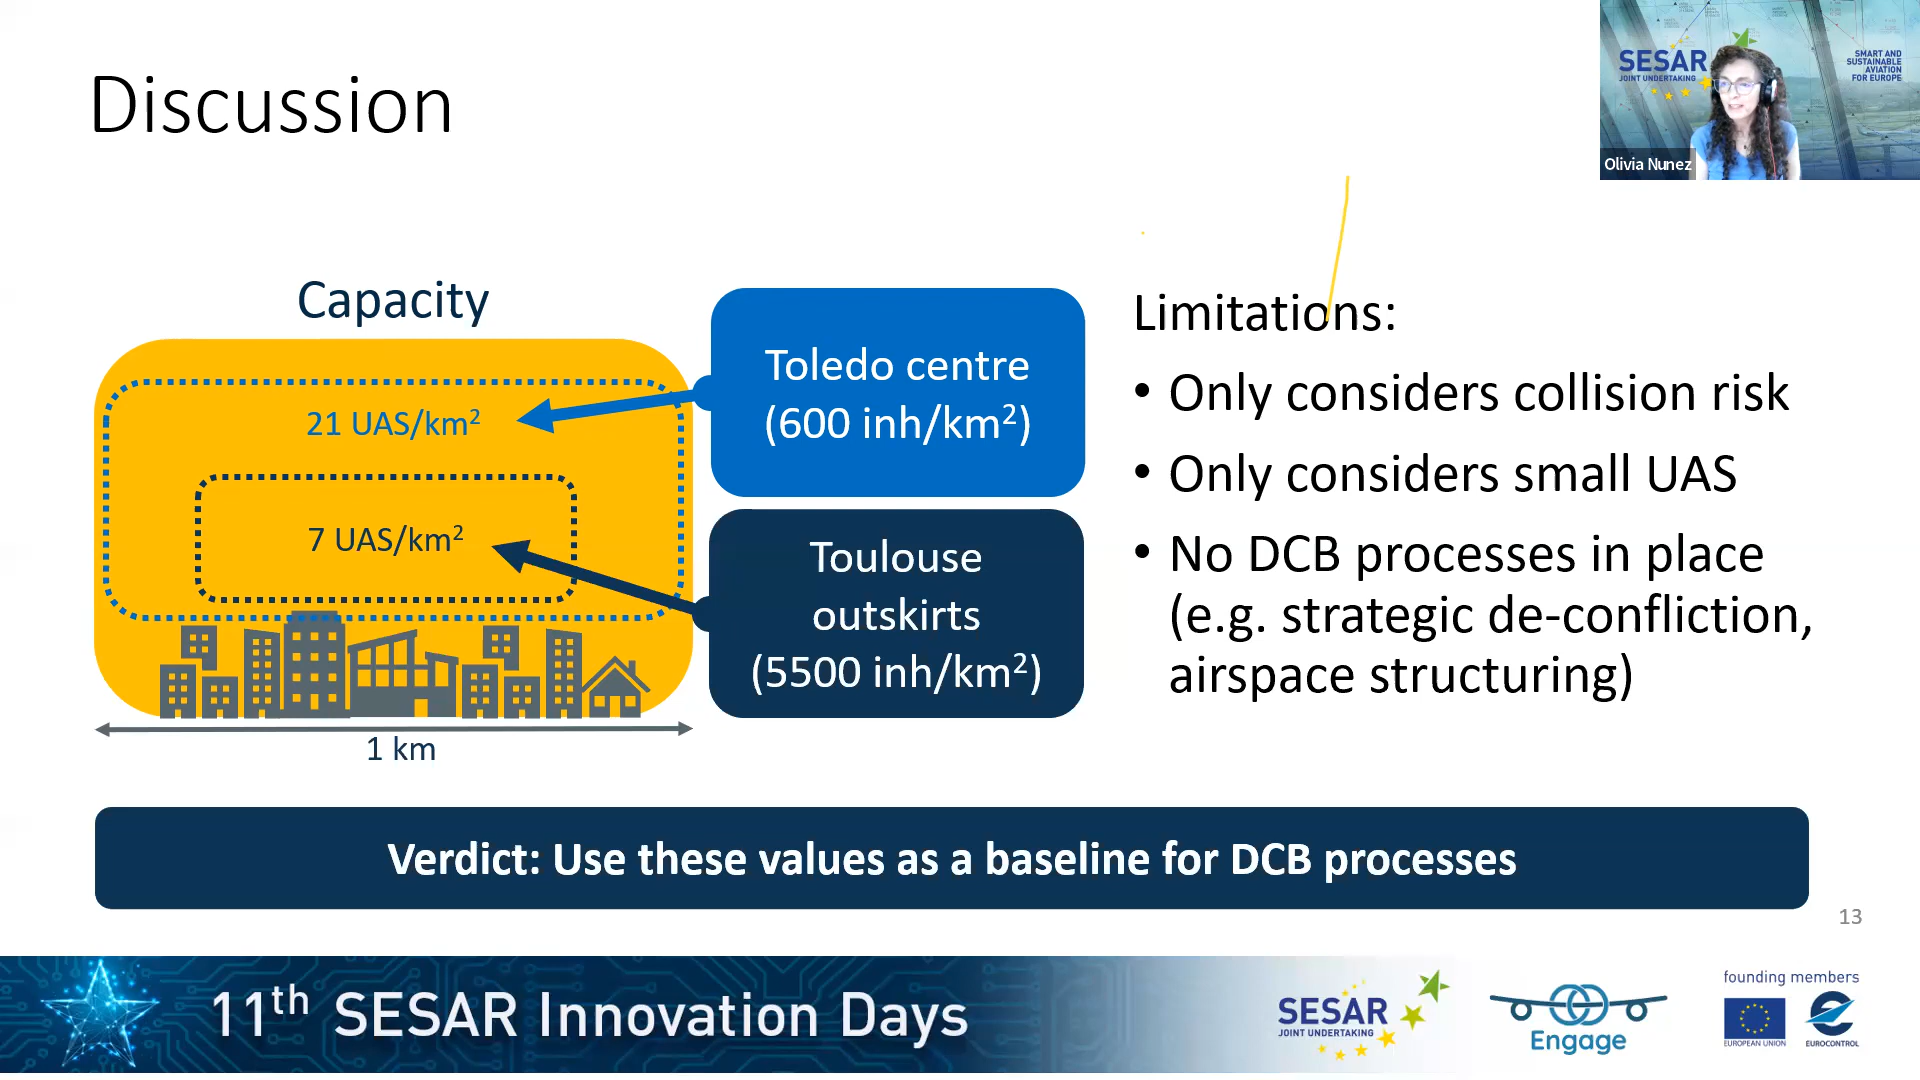 Discussion
SESAR
JOINT UNDERTAKING
SMART AND
SUSTAINABLE
AVIATION
FOR EUROPE
Olivia Nunez
Capacity
21 UAS/km²
7 UAS/km²
1 km
Toledo centre
(600 inh/km²)
Toulouse
outskirts
(5500 inh/km²)
Limitations:
• Only considers collision risk
• Only considers small UAS
• No DCB processes in place
(e.g. strategic de-confliction,
airspace structuring)
Verdict: Use these values as a baseline for DCB processes
13
11th SESAR Innovation Days
SESAR
JOINT UNDERTAKING
Engage
founding members
EUROPEAN UNION
EUROCONTROL